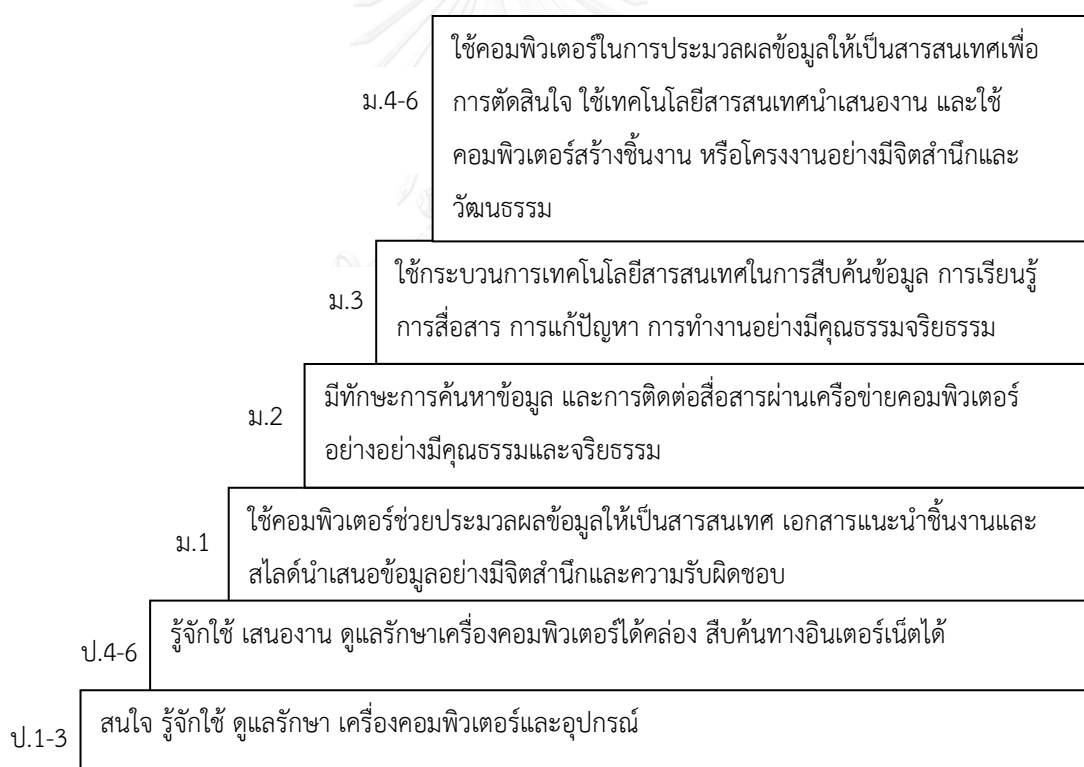 ใช้คอมพิวเตอร์ในการประมวลผลข้อมูลให้เป็นสารสนเทศเพื่อ
ม.4-6 การตัดสินใจ ใช้เทคโนโลยีสารสนเทศนำเสนองาน และใช้
คอมพิวเตอร์สร้างชิ้นงาน หรือโครงงานอย่างมีจิตสำนึกและ
วัฒนธรรม
ม.3 ใช้กระบวนการเทคโนโลยีสารสนเทศในการสืบค้นข้อมูล การเรียนรู้
การสื่อสาร การแก้ปัญหา การทำงานอย่างมีคุณธรรมจริยธรรม
ม.2 มีทักษะการค้นหาข้อมูล และการติดต่อสื่อสารผ่านเครือข่ายคอมพิวเตอร์
อย่างอย่างมีคุณธรรมและจริยธรรม
ม.1 ใช้คอมพิวเตอร์ช่วยประมวลผลข้อมูลให้เป็นสารสนเทศ เอกสารแนะนำชิ้นงานและ
สไลด์นำเสนอข้อมูลอย่างมีจิตสำนึกและความรับผิดชอบ
ป.4-6 รู้จักใช้ เสนองาน ดูแลรักษาเครื่องคอมพิวเตอร์ได้คล่อง สืบค้นทางอินเตอร์เน็ตได้
ป.1-3 สนใจ รู้จักใช้ ดูแลรักษา เครื่องคอมพิวเตอร์และอุปกรณ์